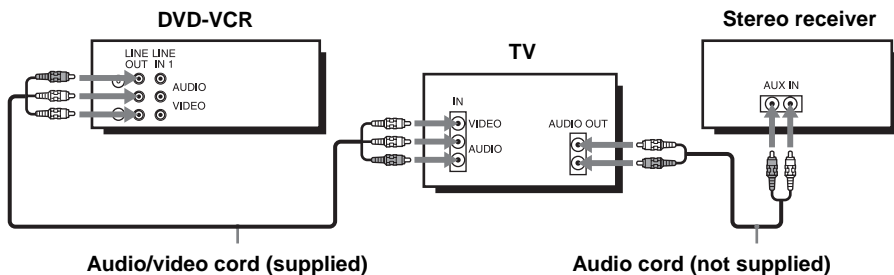 DVD-VCR
LINE LINE
OUT IN 1
AUDIO
VIDEO
TV
IN
VIDEO
AUDIO
AUDIO OUT
Stereo receiver
AUX IN
Audio/video cord (supplied)
Audio cord (not supplied)